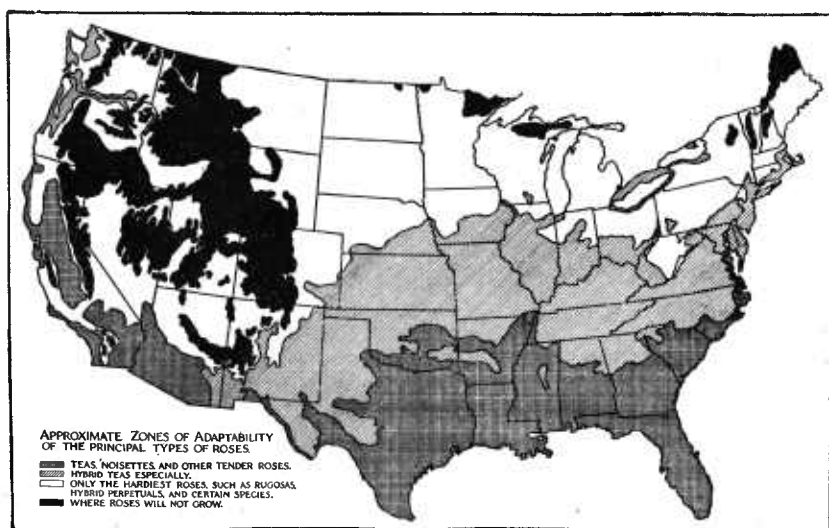 APPROXIMATE ZONES OF ADAPTABILITY
OF THE PRINCIPAL TYPES OF ROSES.
TEAS, NOISETTES, AND OTHER TENDER ROSES.
HYBRID TEAS ESPECIALLY.
ONLY THE HARDIEST ROSES, SUCH AS RUGOSAS,
HYBRID PERPETUALS, AND CERTAIN SPECIES.
WHERE ROSES WILL NOT GROW.